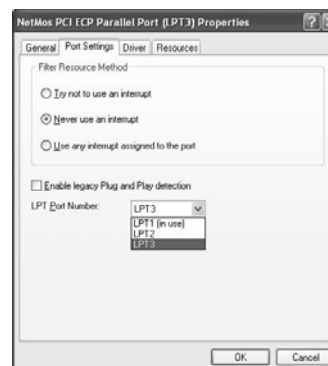 NetMos PCI ECP Parallel Port (LPT3) Properties
General Port Settings Driver Resources
Filter Resource Method
Try not to use an interrupt
Never use an interrupt
Use any interrupt assigned to the port
Enable legacy Plug and Play detection
LPT Port Number: LPT3
LPT1 (in use)
LPT2
LPT3
OK Cancel